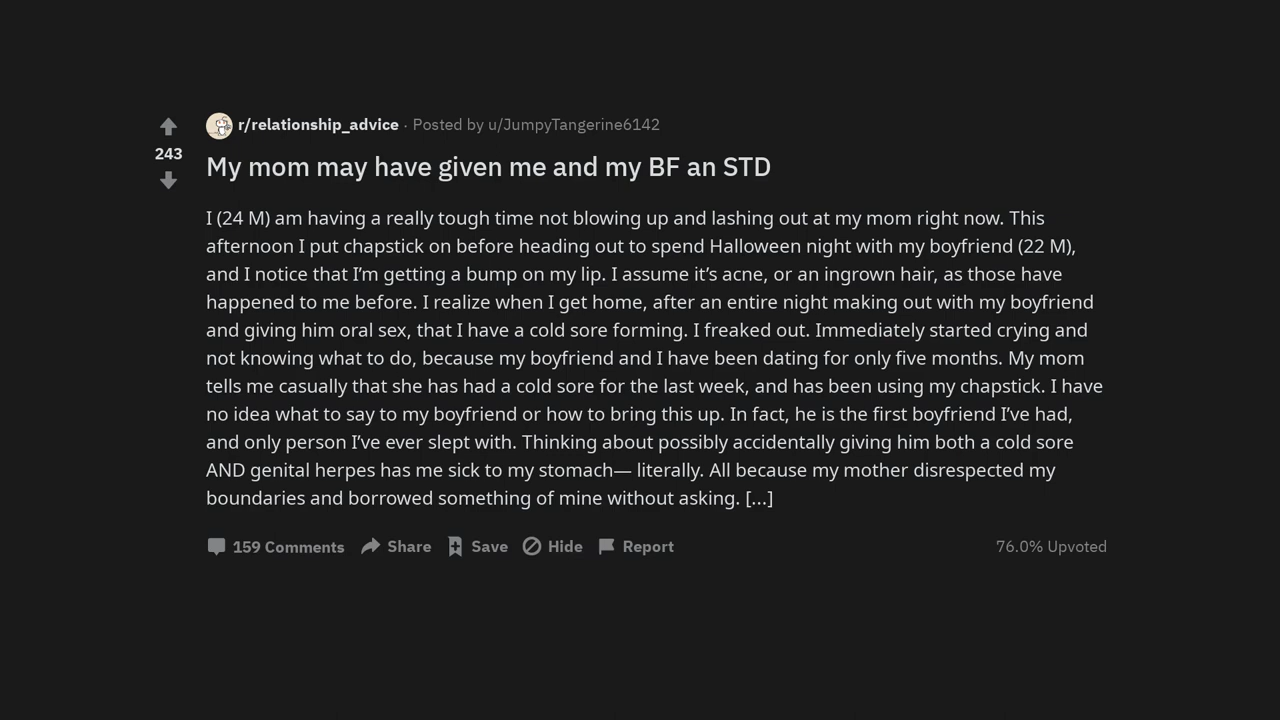 r/relationship_advice · Posted by u/JumpyTangerine6142
243
My mom may have given me and my BF an STD
I (24 M) am having a really tough time not blowing up and lashing out at my mom right now. This
afternoon I put chapstick on before heading out to spend Halloween night with my boyfriend (22 M),
and I notice that I’m getting a bump on my lip. I assume it’s acne, or an ingrown hair, as those have
happened to me before. I realize when I get home, after an entire night making out with my boyfriend
and giving him oral sex, that I have a cold sore forming. I freaked out. Immediately started crying and
not knowing what to do, because my boyfriend and I have been dating for only five months. My mom
tells me casually that she has had a cold sore for the last week, and has been using my chapstick. I have
no idea what to say to my boyfriend or how to bring this up. In fact, he is the first boyfriend I’ve had,
and only person I’ve ever slept with. Thinking about possibly accidentally giving him both a cold sore
AND genital herpes has me sick to my stomach— literally. All because my mother disrespected my
boundaries and borrowed something of mine without asking. [...]
159 Comments Share Save Hide Report 76.0% Upvoted